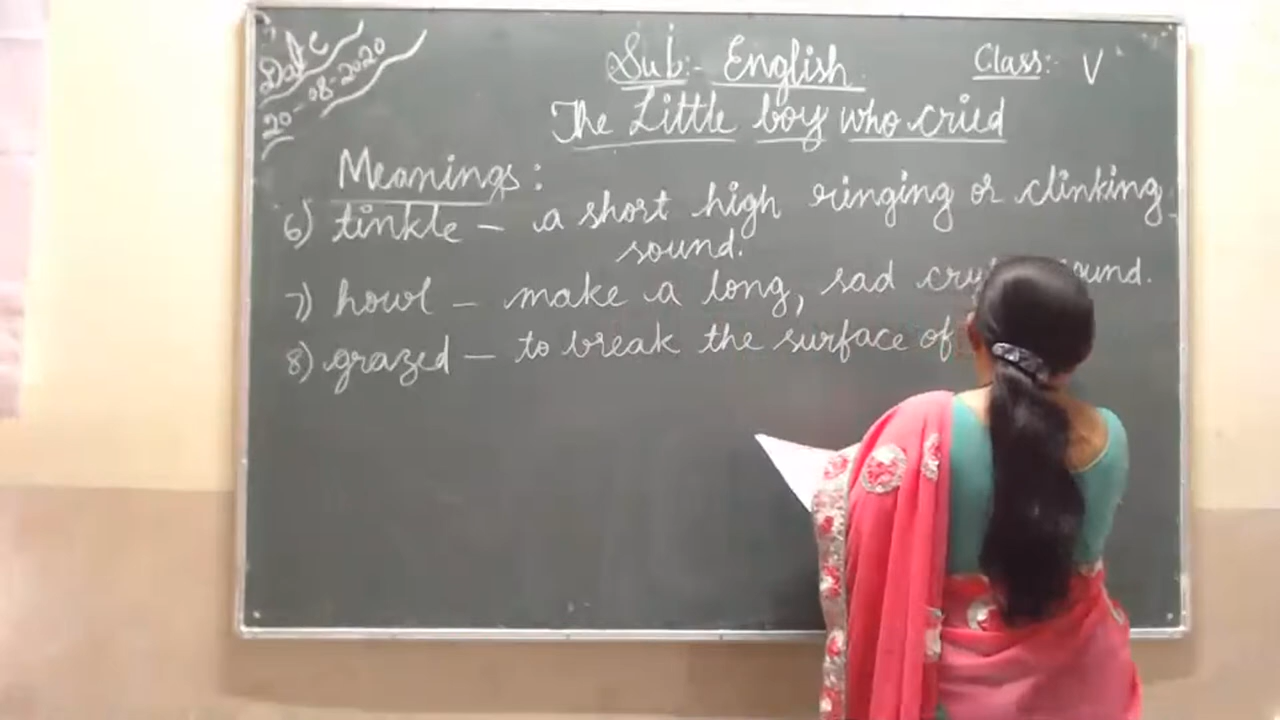 Date
20-08-2020
Sub:- English
Class:- V
The Little boy who cried
Meanings:
6) tinkle - a short high ringing or clinking
sound.
7) howl - make a long, sad sound.
8) grazed - to break the surface of